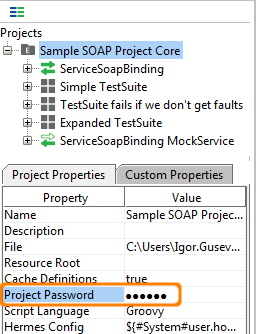 Projects
E Sample SOAP Project Core
ServiceSoapBinding
Simple TestSuite
TestSuite fails if we don't get faults
Expanded TestSuite
ServiceSoapBinding MockService
Project Properties Custom Properties
Property Value
Name Sample SOAP Projec...
Description
File C:\Users\Igor.Gusev...
Resource Root
Cache Definitions true
Project Password ●●●●●●
Script Language Groovy
Hermes Config ${#System#user.ho...